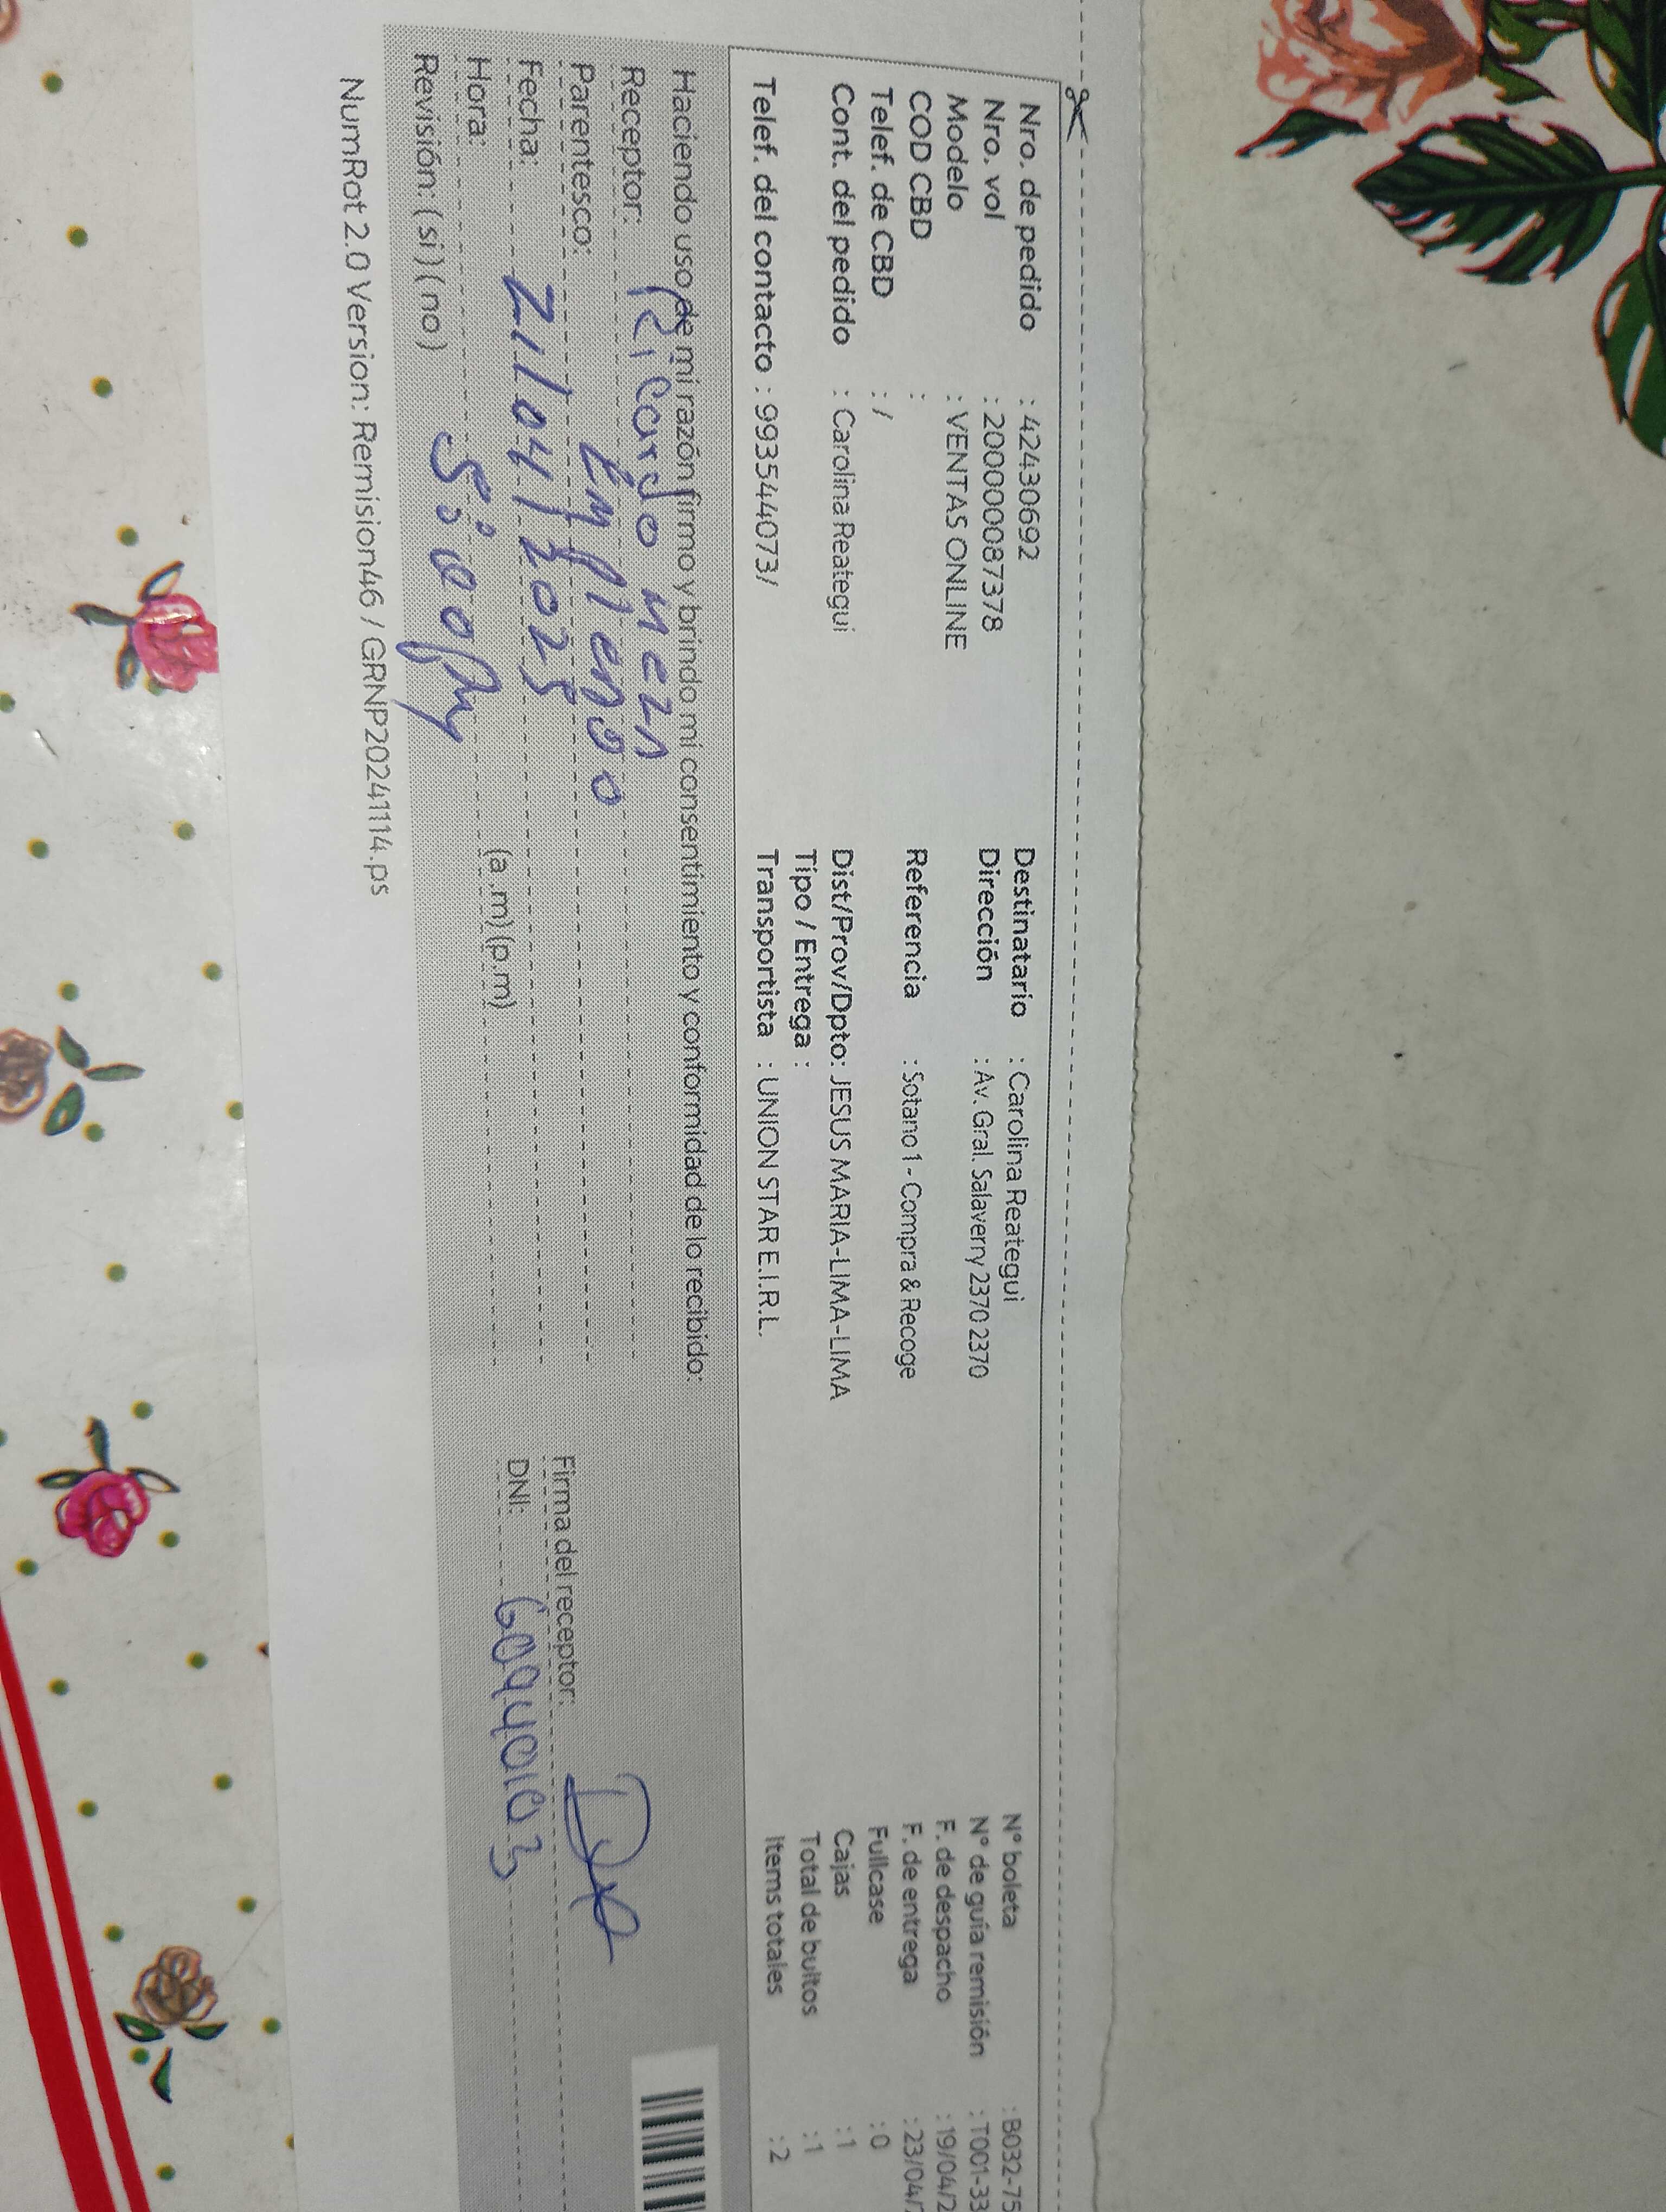 Nro. de pedido : 42430692
Nro. vol : 2000000087378
Modelo : VENTAS ONLINE
COD CBD :
Telef. de CBD : /
Cont. del pedido : Carolina Reategui
Telef. del contacto : 993544073/
Destinatario : Carolina Reategui
Dirección : Av. Gral. Salaverry 2370 2370
Referencia : Sotano 1 - Compra & Recoge
Dist/Prov/Dpto: JESUS MARIA-LIMA-LIMA
Tipo / Entrega :
Transportista : UNION STAR E.I.R.L.
N° boleta : B032-75
N° de guía remisión : T001-33
F. de despacho : 19/04/2
F. de entrega : 23/04/
Fullcase : 0
Cajas : 1
Total de bultos : 1
Items totales : 2
Haciendo uso de mi razón firmo y brindo mi consentimiento y conformidad de lo recibido:
Receptor: Ricardo Meza
Parentesco:
Fecha: 21/04/2025
Hora: 5:00 pm (a.m)(p.m)
Revisión: (si)(no)
Firma del receptor:
DNI: 60940103
NumRot 2.0 Version: Remision46 / GRNP20241114.ps